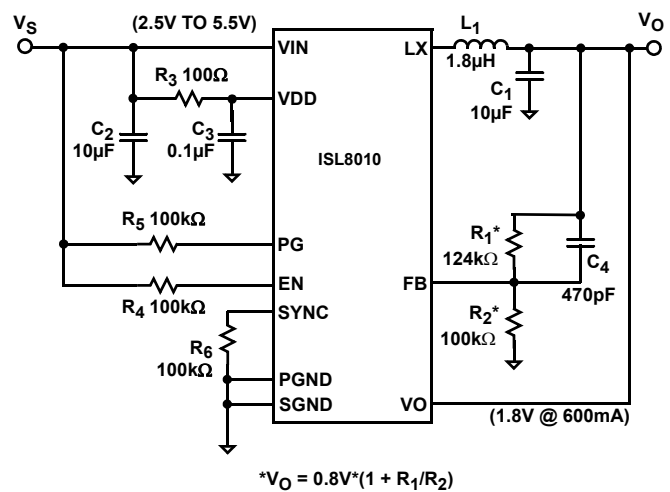 VS
(2.5V TO 5.5V)
VIN
LX
L1
1.8µH
VO
R3 100Ω
VDD
C1
10µF
C2
10µF
C3
0.1µF
ISL8010
R5 100kΩ
PG
R1*
124kΩ
C4
470pF
EN
FB
R4 100kΩ
SYNC
R2*
100kΩ
R6
100kΩ
PGND
SGND
VO
(1.8V @ 600mA)
*VO = 0.8V*(1 + R1/R2)